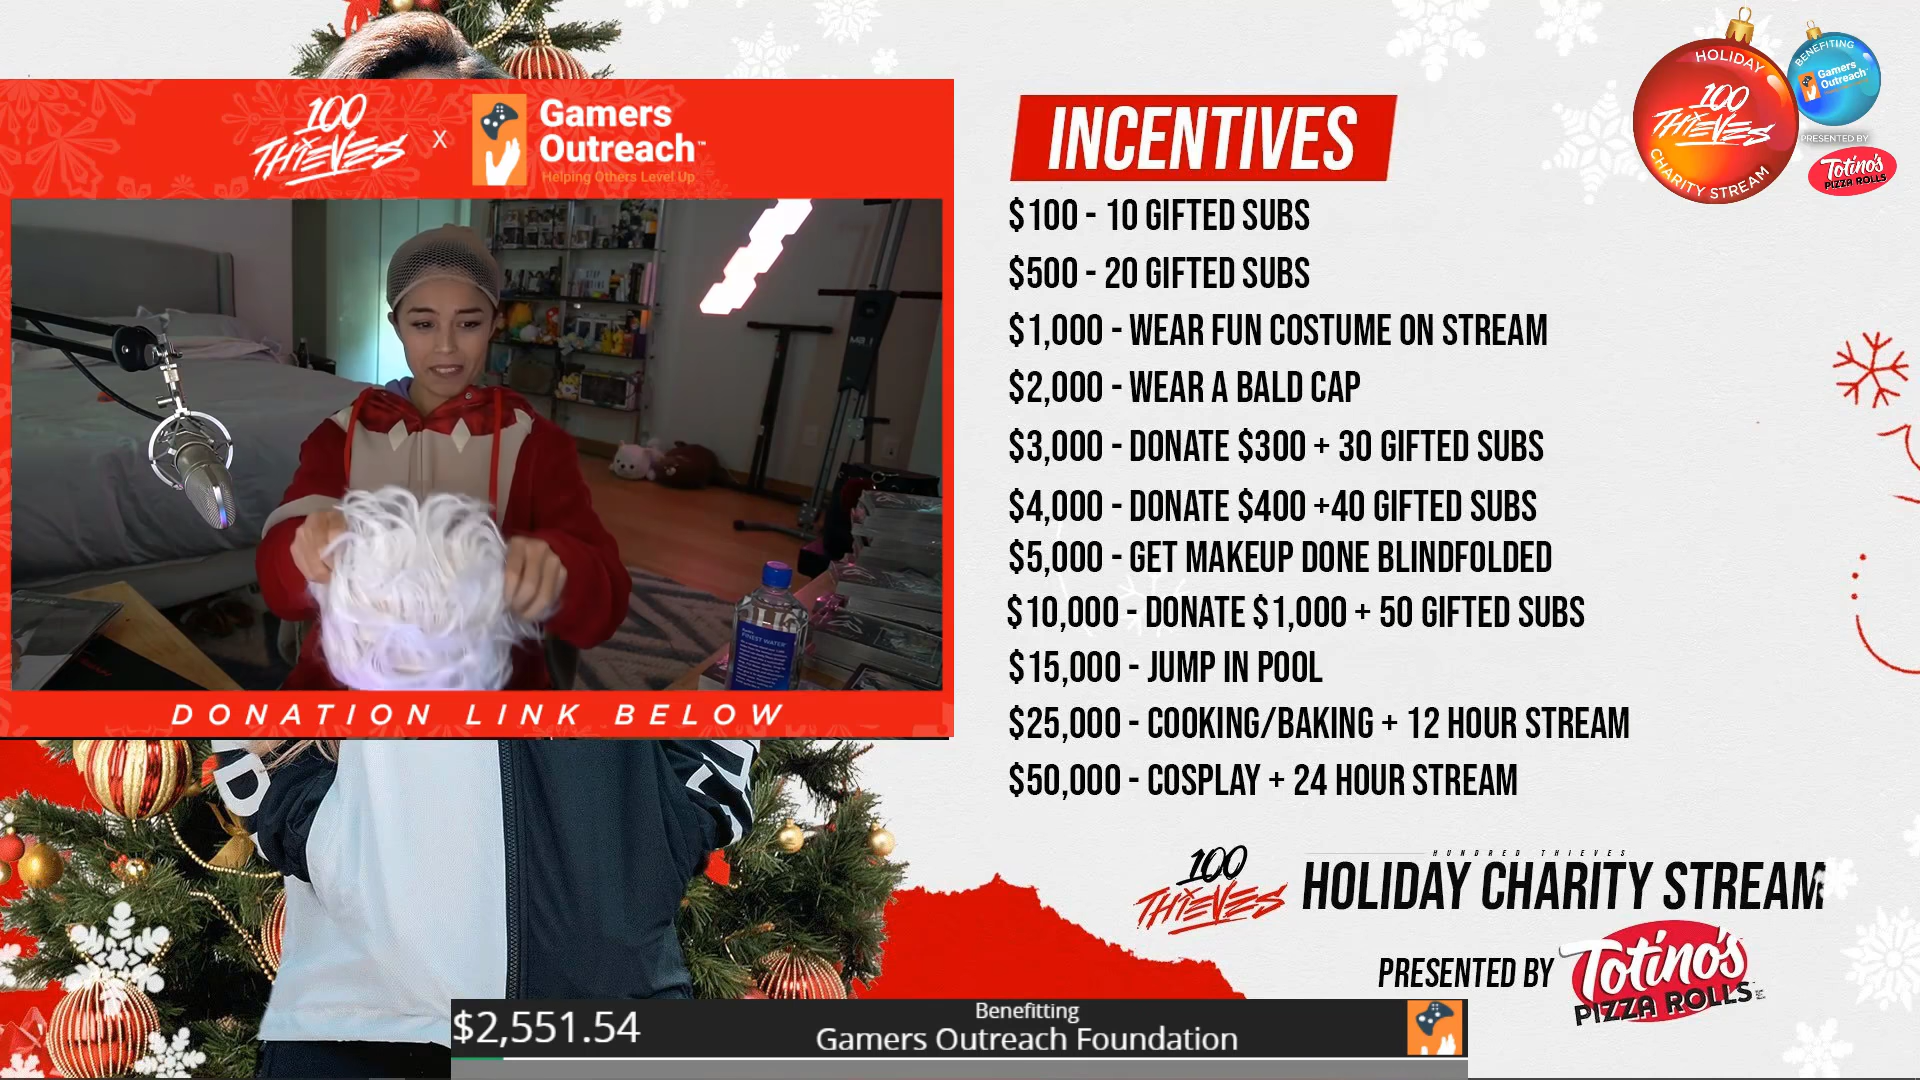 100
THIEVES
X
Gamers
Outreach™
Helping Others Level Up
DONATION LINK BELOW
INCENTIVES
$100 - 10 GIFTED SUBS
$500 - 20 GIFTED SUBS
$1,000 - WEAR FUN COSTUME ON STREAM
$2,000 - WEAR A BALD CAP
$3,000 - DONATE $300 + 30 GIFTED SUBS
$4,000 - DONATE $400 +40 GIFTED SUBS
$5,000 - GET MAKEUP DONE BLINDFOLDED
$10,000 - DONATE $1,000 + 50 GIFTED SUBS
$15,000 - JUMP IN POOL
$25,000 - COOKING/BAKING + 12 HOUR STREAM
$50,000 - COSPLAY + 24 HOUR STREAM
HOLIDAY
100
THIEVES
CHARITY STREAM
BENEFITING
Gamers
Outreach
PRESENTED BY
Totino's
PIZZA ROLLS
HUNDRED THIEVES
100
THIEVES
HOLIDAY CHARITY STREAM
PRESENTED BY
Totino's
PIZZA ROLLS
$2,551.54
Benefitting
Gamers Outreach Foundation
FINEST WATER